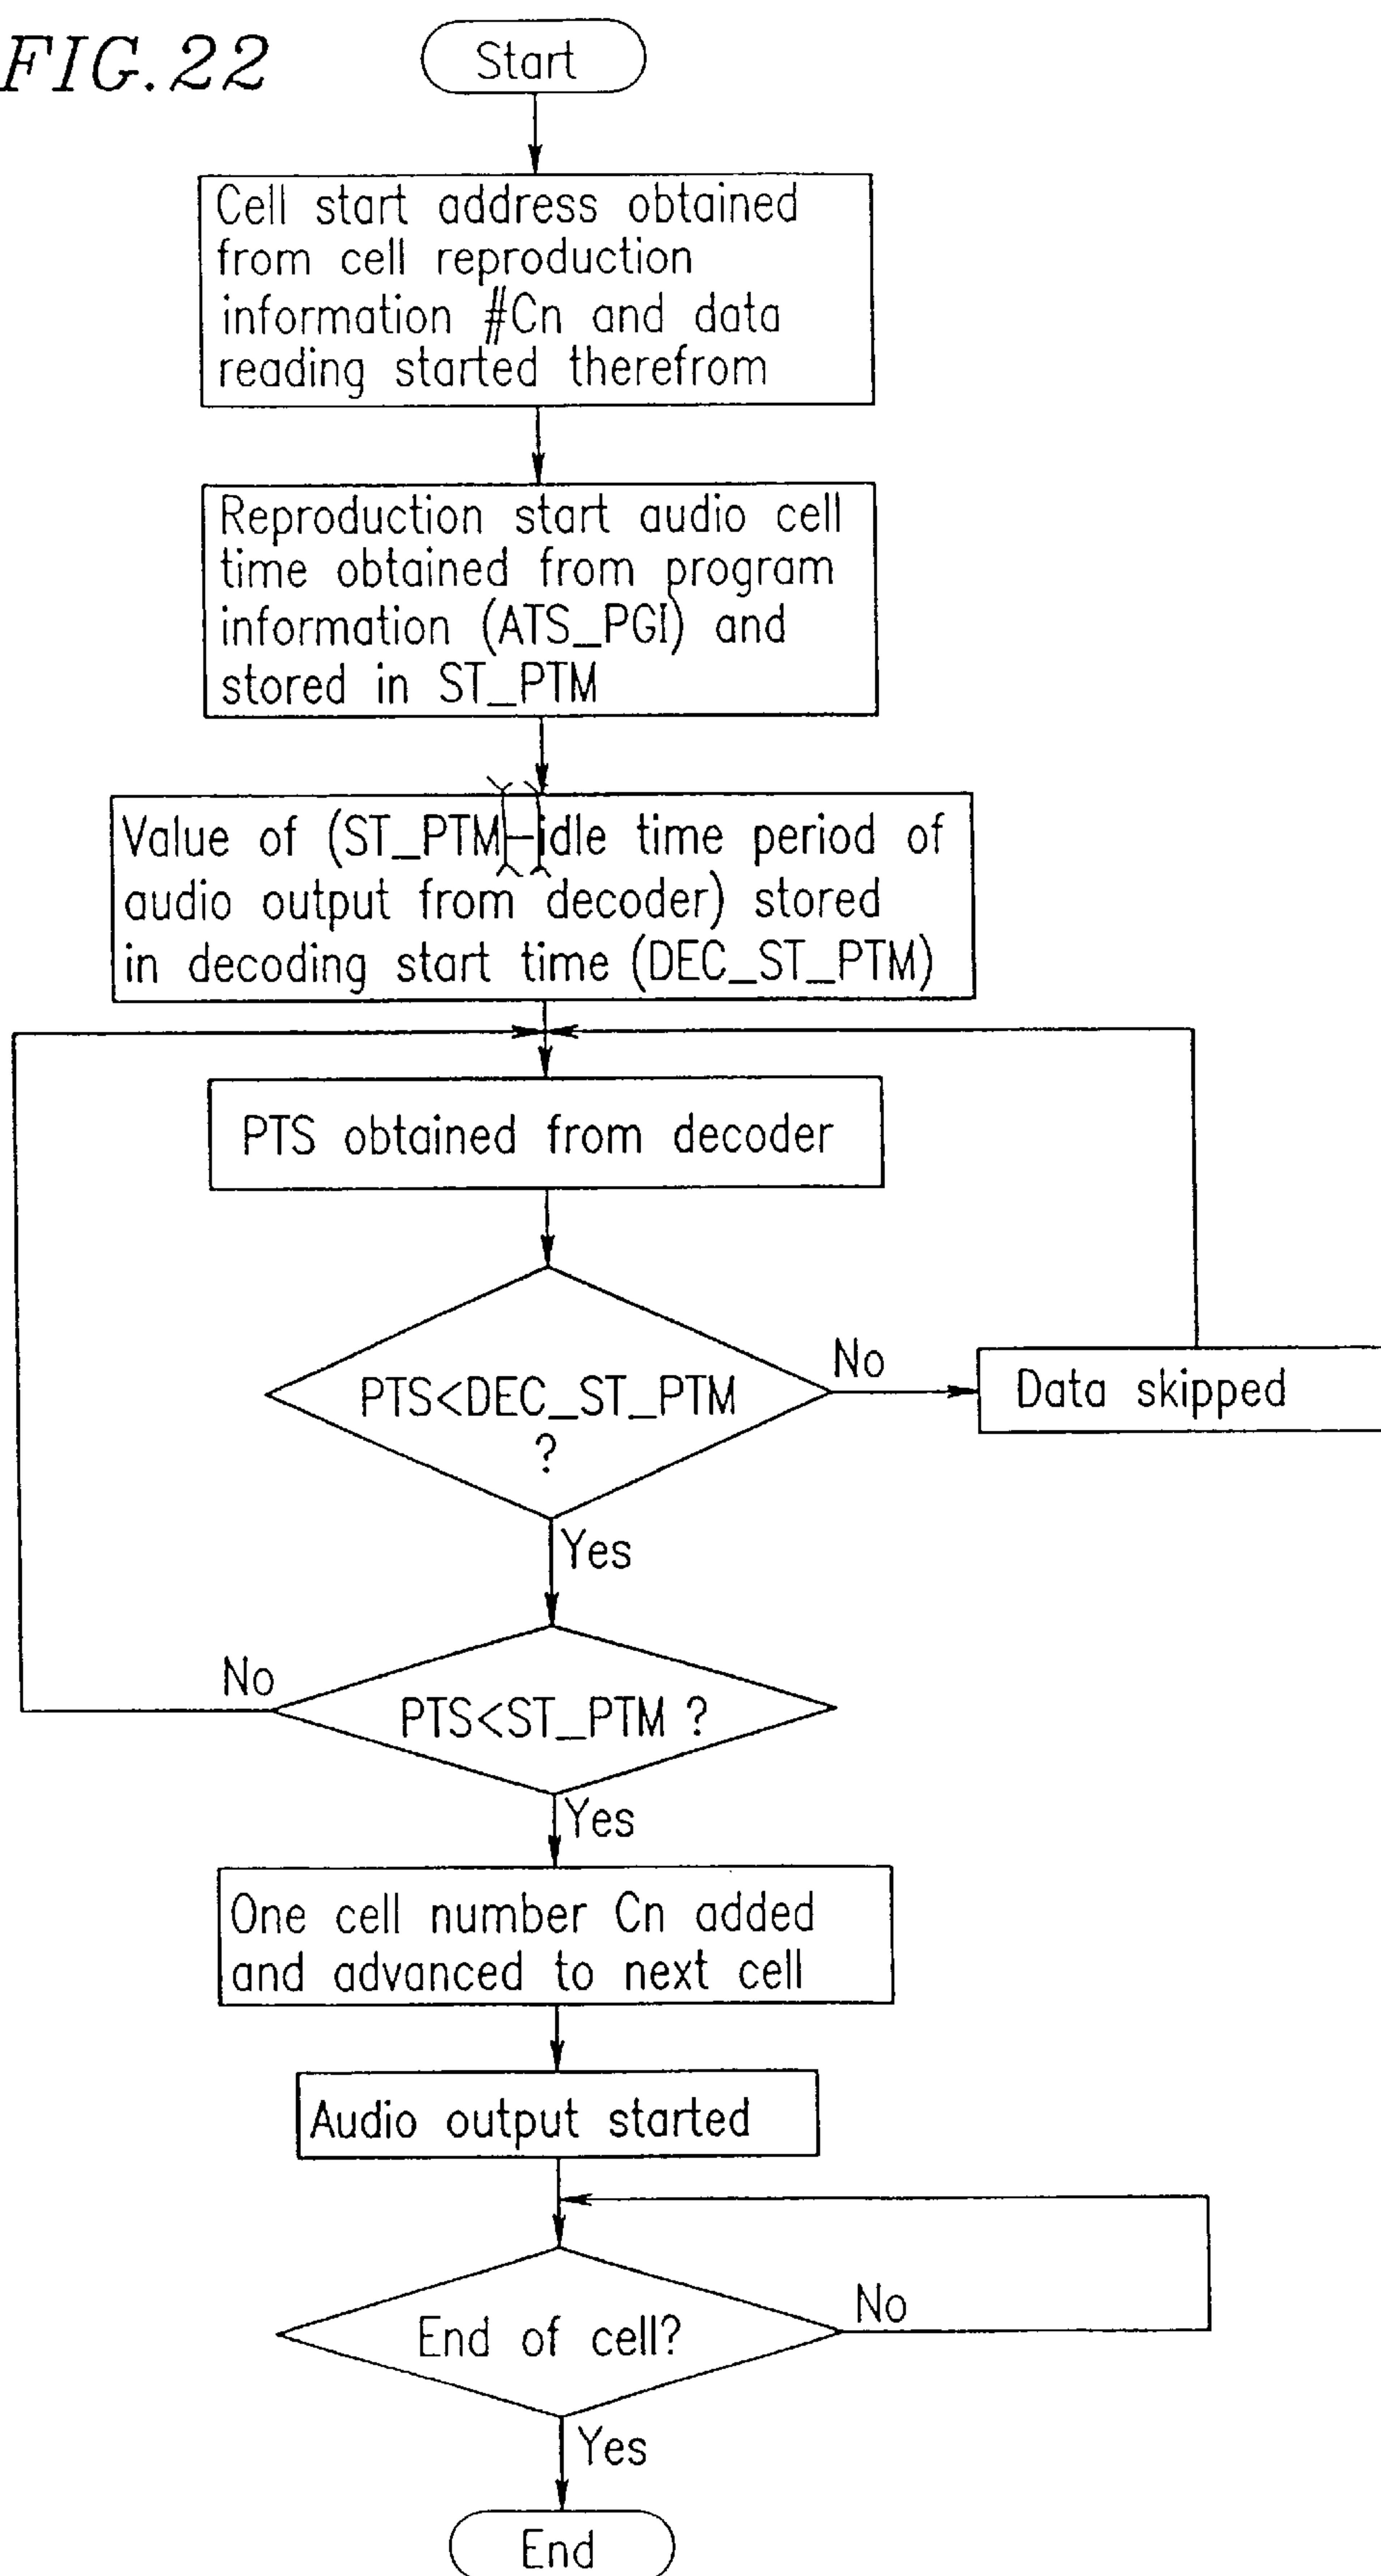 FIG.22
Start
Cell start address obtained
from cell reproduction
information #Cn and data
reading started therefrom
Reproduction start audio cell
time obtained from program
information (ATS_PGI) and
stored in ST_PTM
Value of (ST_PTM-idle time period of
audio output from decoder) stored
in decoding start time (DEC_ST_PTM)
PTS obtained from decoder
PTS<DEC_ST_PTM
?
No
Data skipped
Yes
No
PTS<ST_PTM ?
Yes
One cell number Cn added
and advanced to next cell
Audio output started
End of cell?
No
Yes
End